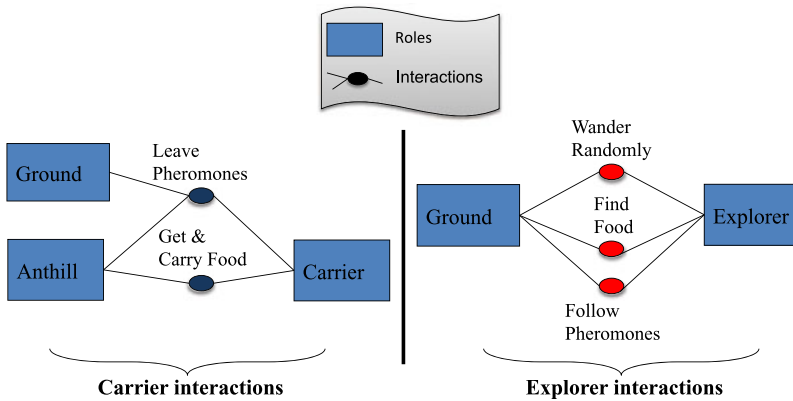 Roles
Interactions
Leave
Pheromones
Ground
Get &
Carry Food
Anthill
Carrier
Carrier interactions
Wander
Randomly
Ground
Find
Food
Explorer
Follow
Pheromones
Explorer interactions